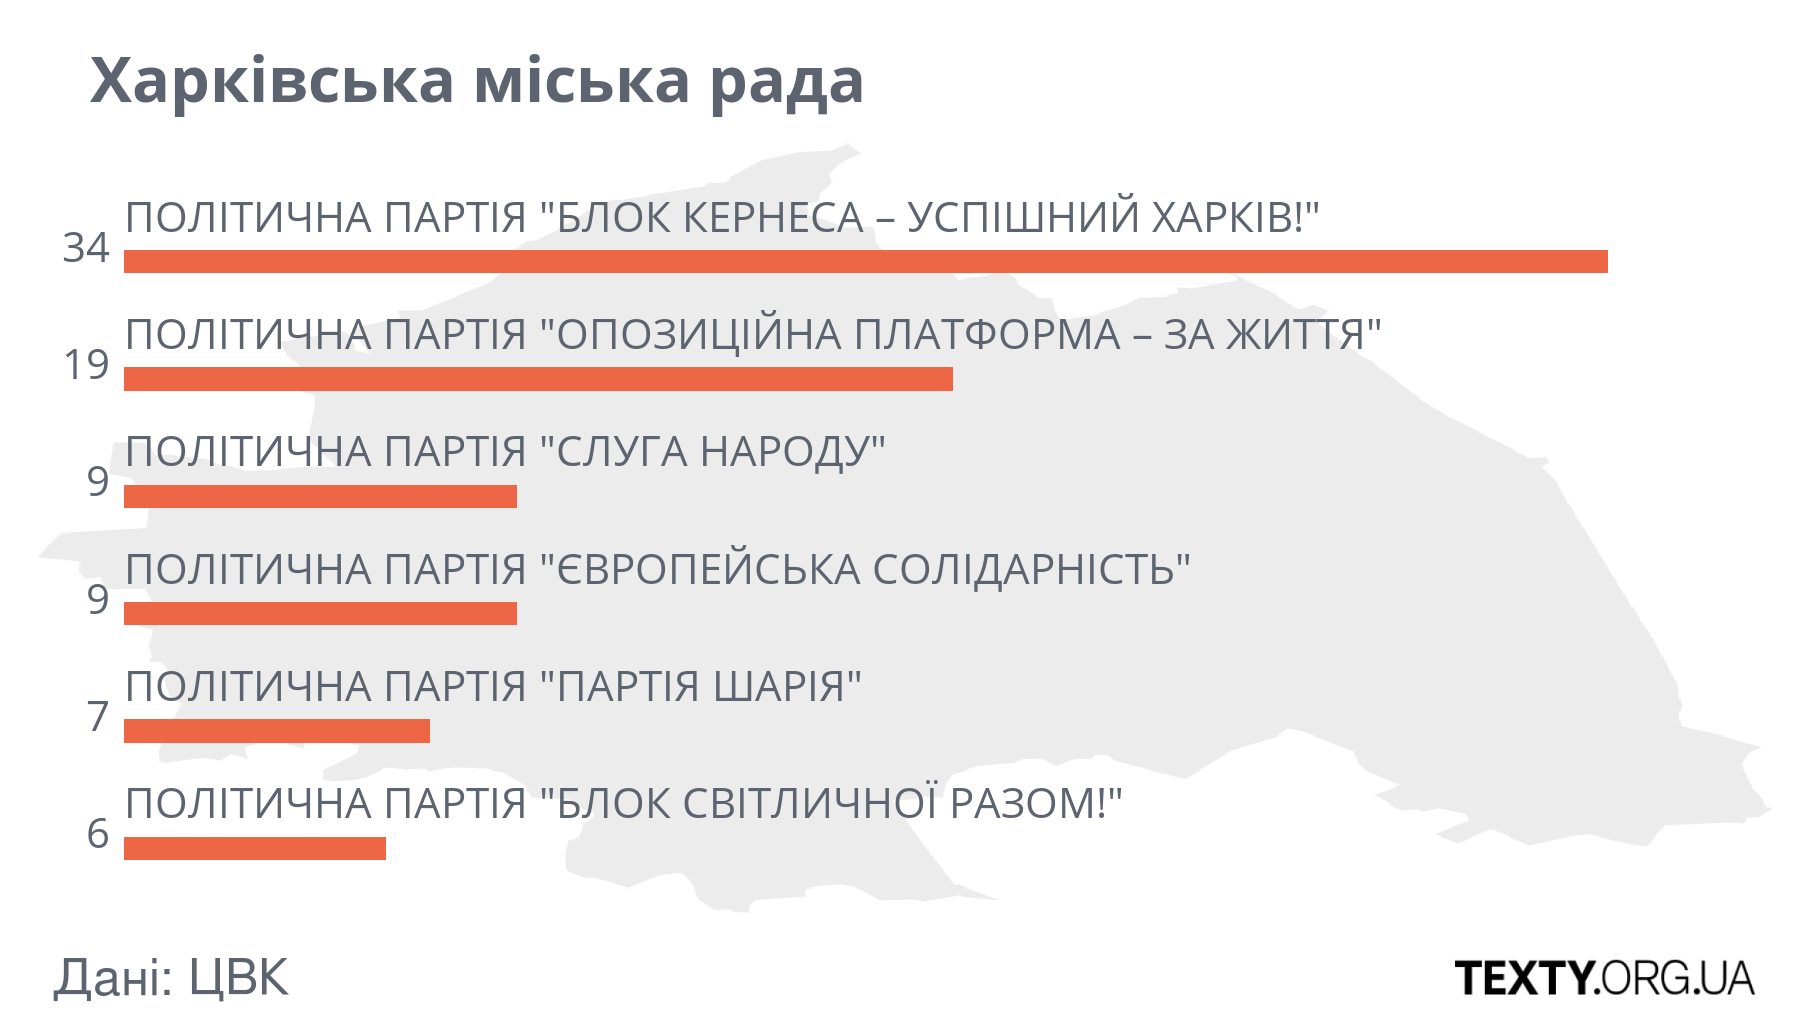 Харківська міська рада
ПОЛІТИЧНА ПАРТІЯ "БЛОК КЕРНЕСА – УСПІШНИЙ ХАРКІВ!"
34
ПОЛІТИЧНА ПАРТІЯ "ОПОЗИЦІЙНА ПЛАТФОРМА – ЗА ЖИТТЯ"
19
ПОЛІТИЧНА ПАРТІЯ "СЛУГА НАРОДУ"
9
ПОЛІТИЧНА ПАРТІЯ "ЄВРОПЕЙСЬКА СОЛІДАРНІСТЬ"
9
ПОЛІТИЧНА ПАРТІЯ "ПАРТІЯ ШАРІЯ"
7
ПОЛІТИЧНА ПАРТІЯ "БЛОК СВІТЛИЧНОЇ РАЗОМ!"
6
Дані: ЦВК
TEXTY.ORG.UA